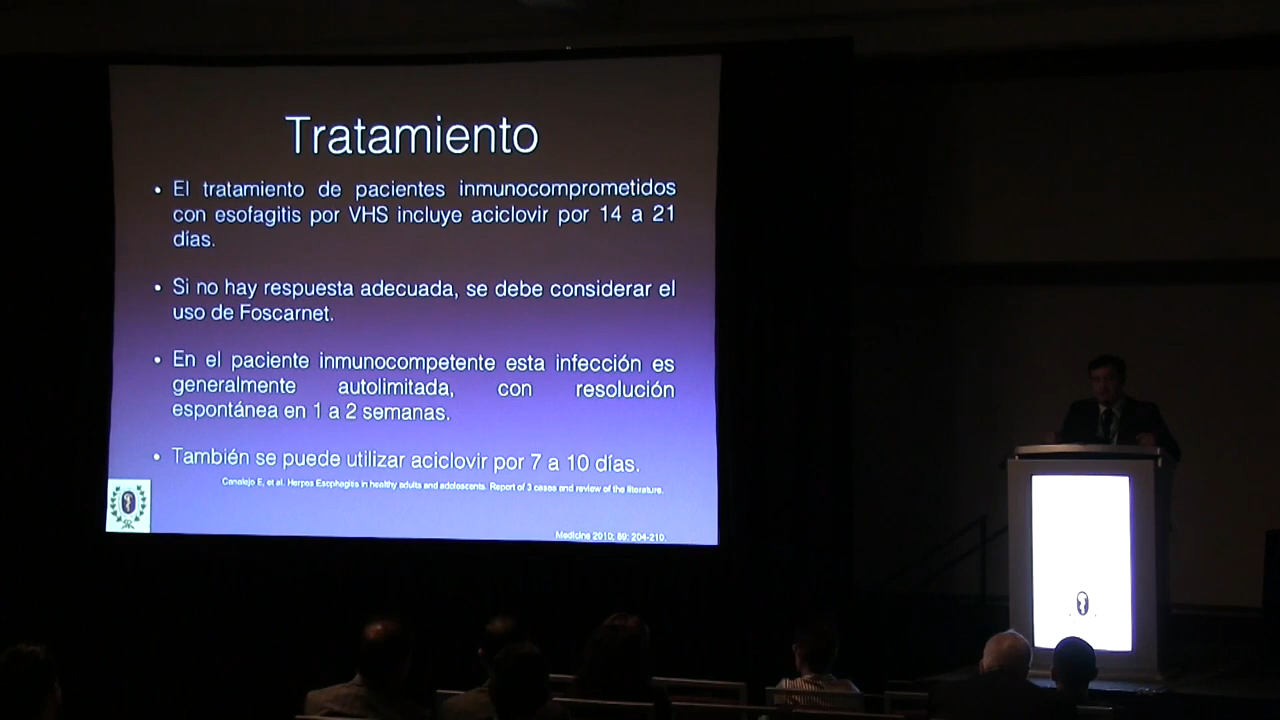 Tratamiento
• El tratamiento de pacientes inmunocomprometidos
con esofagitis por VHS incluye aciclovir por 14 a 21
días.
• Si no hay respuesta adecuada, se debe considerar el
uso de Foscarnet.
• En el paciente inmunocompetente esta infección es
generalmente autolimitada, con resolución
espontánea en 1 a 2 semanas.
• También se puede utilizar aciclovir por 7 a 10 días.
Canalejo E, et al. Herpes Esophagitis in healthy adults and adolescents. Report of 3 cases and review of the literature.
Medicine 2010; 89: 204-210.